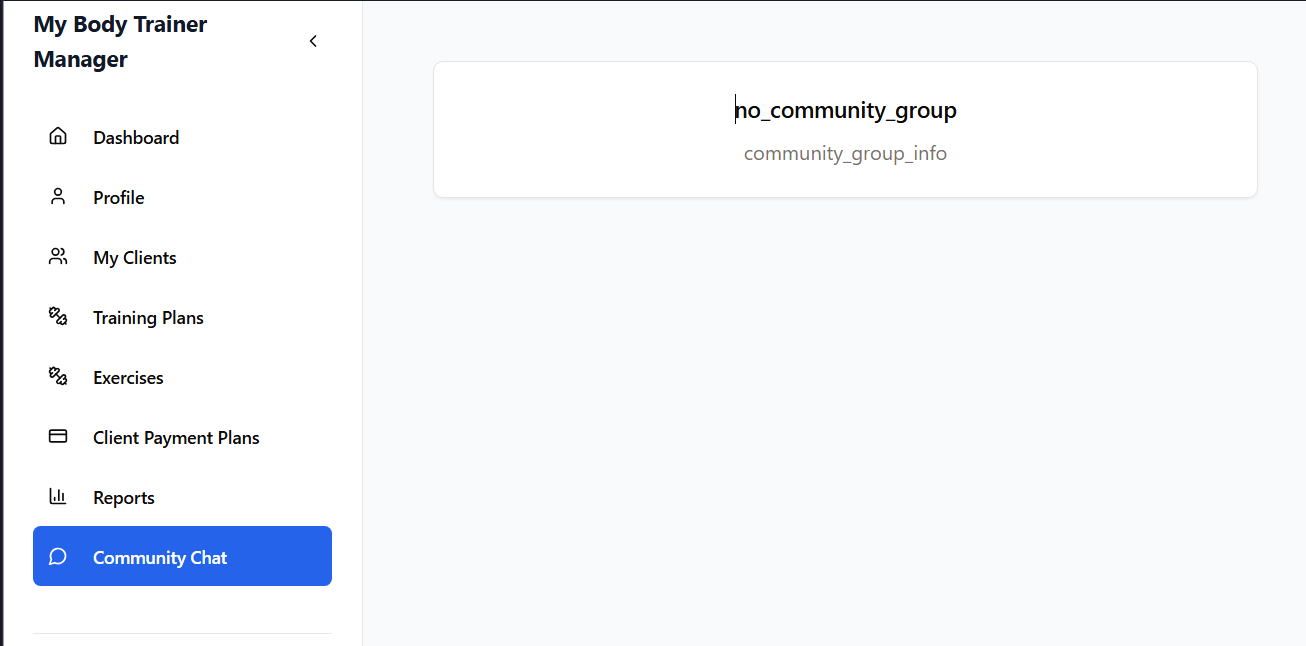 My Body Trainer
Manager
Dashboard
Profile
My Clients
Training Plans
Exercises
Client Payment Plans
Reports
Community Chat
no_community_group
community_group_info